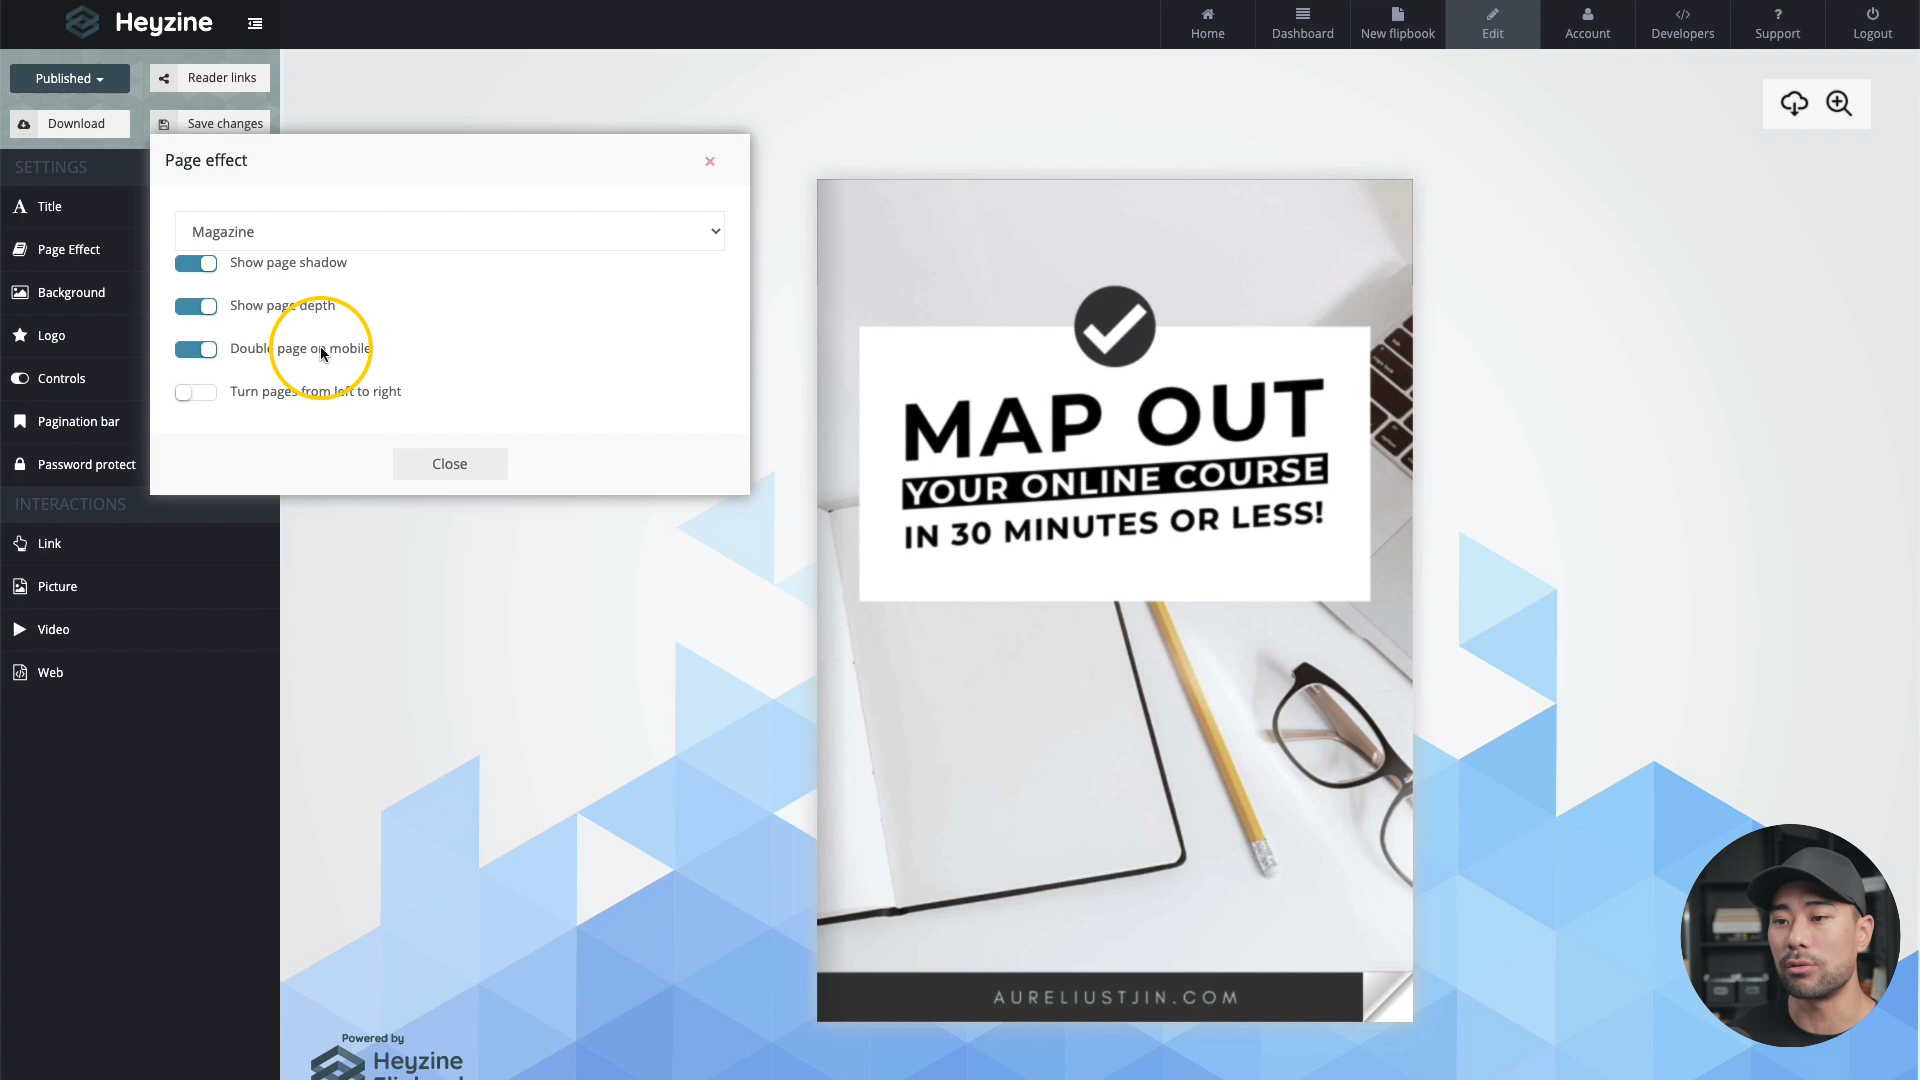 Heyzine
Home
Dashboard
New flipbook
Edit
Account
Developers
Support
Logout
Published
Reader links
Download
Save changes
SETTINGS
Title
Page Effect
Background
Logo
Controls
Pagination bar
Password protect
INTERACTIONS
Link
Picture
Video
Web
Page effect
Magazine
Show page shadow
Show page depth
Double page on mobile
Turn pages from left to right
Close
MAP OUT
YOUR ONLINE COURSE
IN 30 MINUTES OR LESS!
AURELIUSTJIN.COM
Powered by
Heyzine